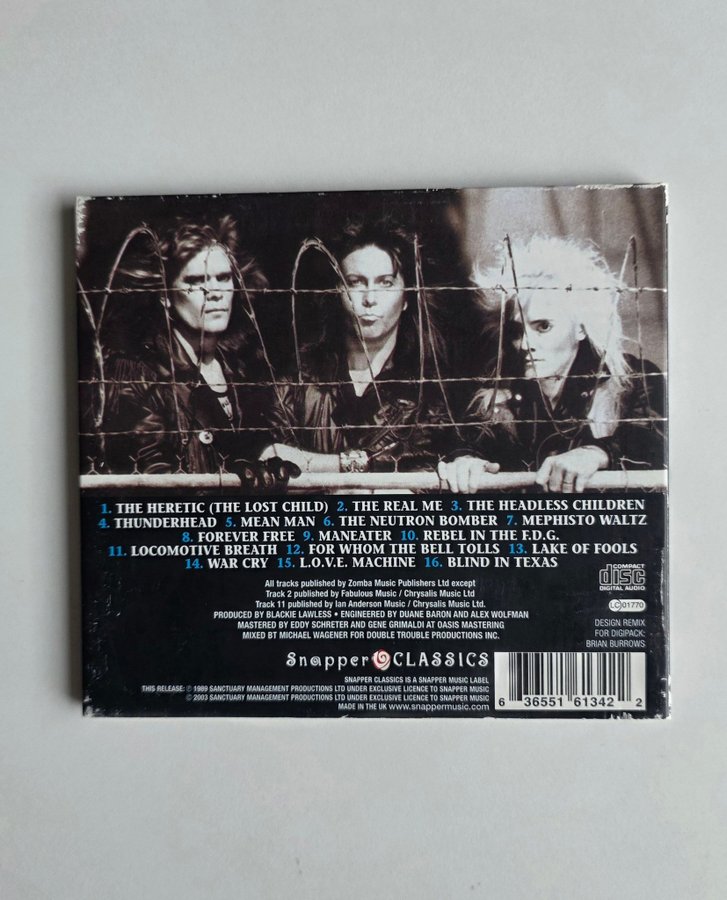 1. THE HERETIC (THE LOST CHILD) 2. THE REAL ME 3. THE HEADLESS CHILDREN
4. THUNDERHEAD 5. MEAN MAN 6. THE NEUTRON BOMBER 7. MEPHISTO WALTZ
8. FOREVER FREE 9. MANEATER 10. REBEL IN THE F.D.G.
11. LOCOMOTIVE BREATH 12. FOR WHOM THE BELL TOLLS 13. LAKE OF FOOLS
14. WAR CRY 15. L.O.V.E. MACHINE 16. BLIND IN TEXAS
All tracks published by Zomba Music Publishers Ltd except
Track 2 published by Fabulous Music / Chrysalis Music Ltd
Track 11 published by Ian Anderson Music / Chrysalis Music Ltd.
PRODUCED BY BLACKIE LAWLESS • ENGINEERED BY DUANE BARON AND ALEX WOLFMAN
MASTERED BY EDDY SCHRETER AND GENE GRIMALDI AT OASIS MASTERING
MIXED BT MICHAEL WAGENER FOR DOUBLE TROUBLE PRODUCTIONS INC.
COMPACT
disc
DIGITAL AUDIO
LC 01770
DESIGN REMIX
FOR DIGIPACK:
BRIAN BURROWS
Snapper CLASSICS
SNAPPER CLASSICS IS A SNAPPER MUSIC LABEL
THIS RELEASE: ℗ 1989 SANCTUARY MANAGEMENT PRODUCTIONS LTD UNDER EXCLUSIVE LICENCE TO SNAPPER MUSIC
© 2003 SANCTUARY MANAGEMENT PRODUCTIONS LTD UNDER EXCLUSIVE LICENCE TO SNAPPER MUSIC
MADE IN THE UK www.snappermusic.com
6 36551 61342 2